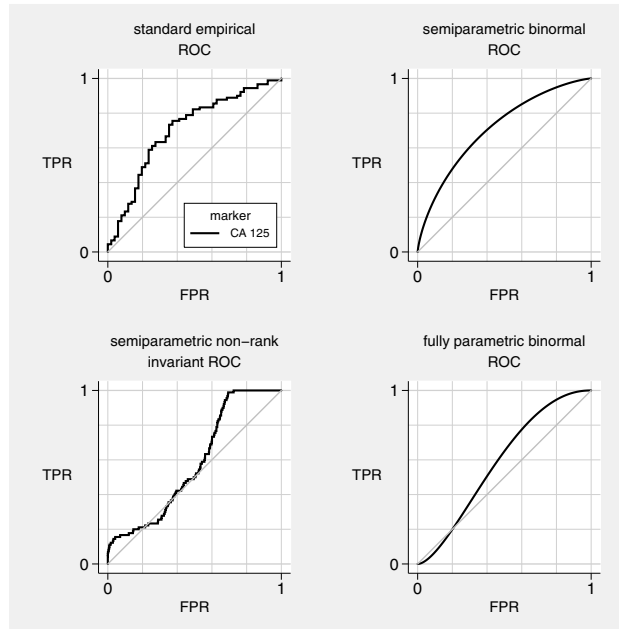 standard empirical
ROC
1
TPR
marker
CA 125
0
0
1
FPR
semiparametric binormal
ROC
1
TPR
0
0
1
FPR
semiparametric non−rank
invariant ROC
1
TPR
0
0
1
FPR
fully parametric binormal
ROC
1
TPR
0
0
1
FPR